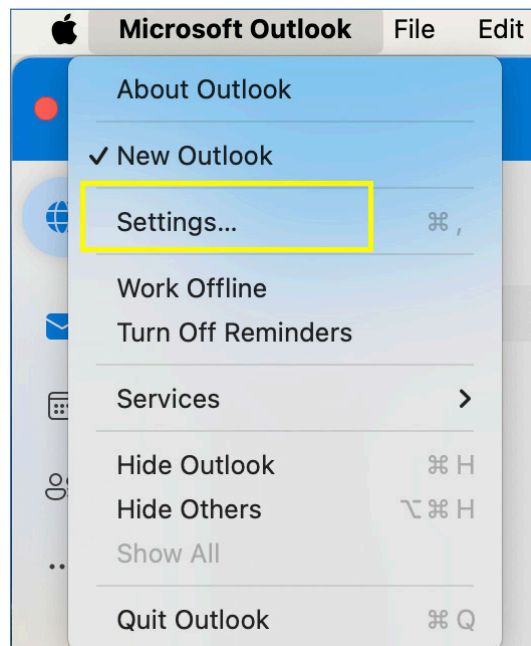 Microsoft Outlook File Edit
About Outlook
✓ New Outlook
Settings... ⌘ ,
Work Offline
Turn Off Reminders
Services >
Hide Outlook ⌘ H
Hide Others ⌥ ⌘ H
Show All
Quit Outlook ⌘ Q